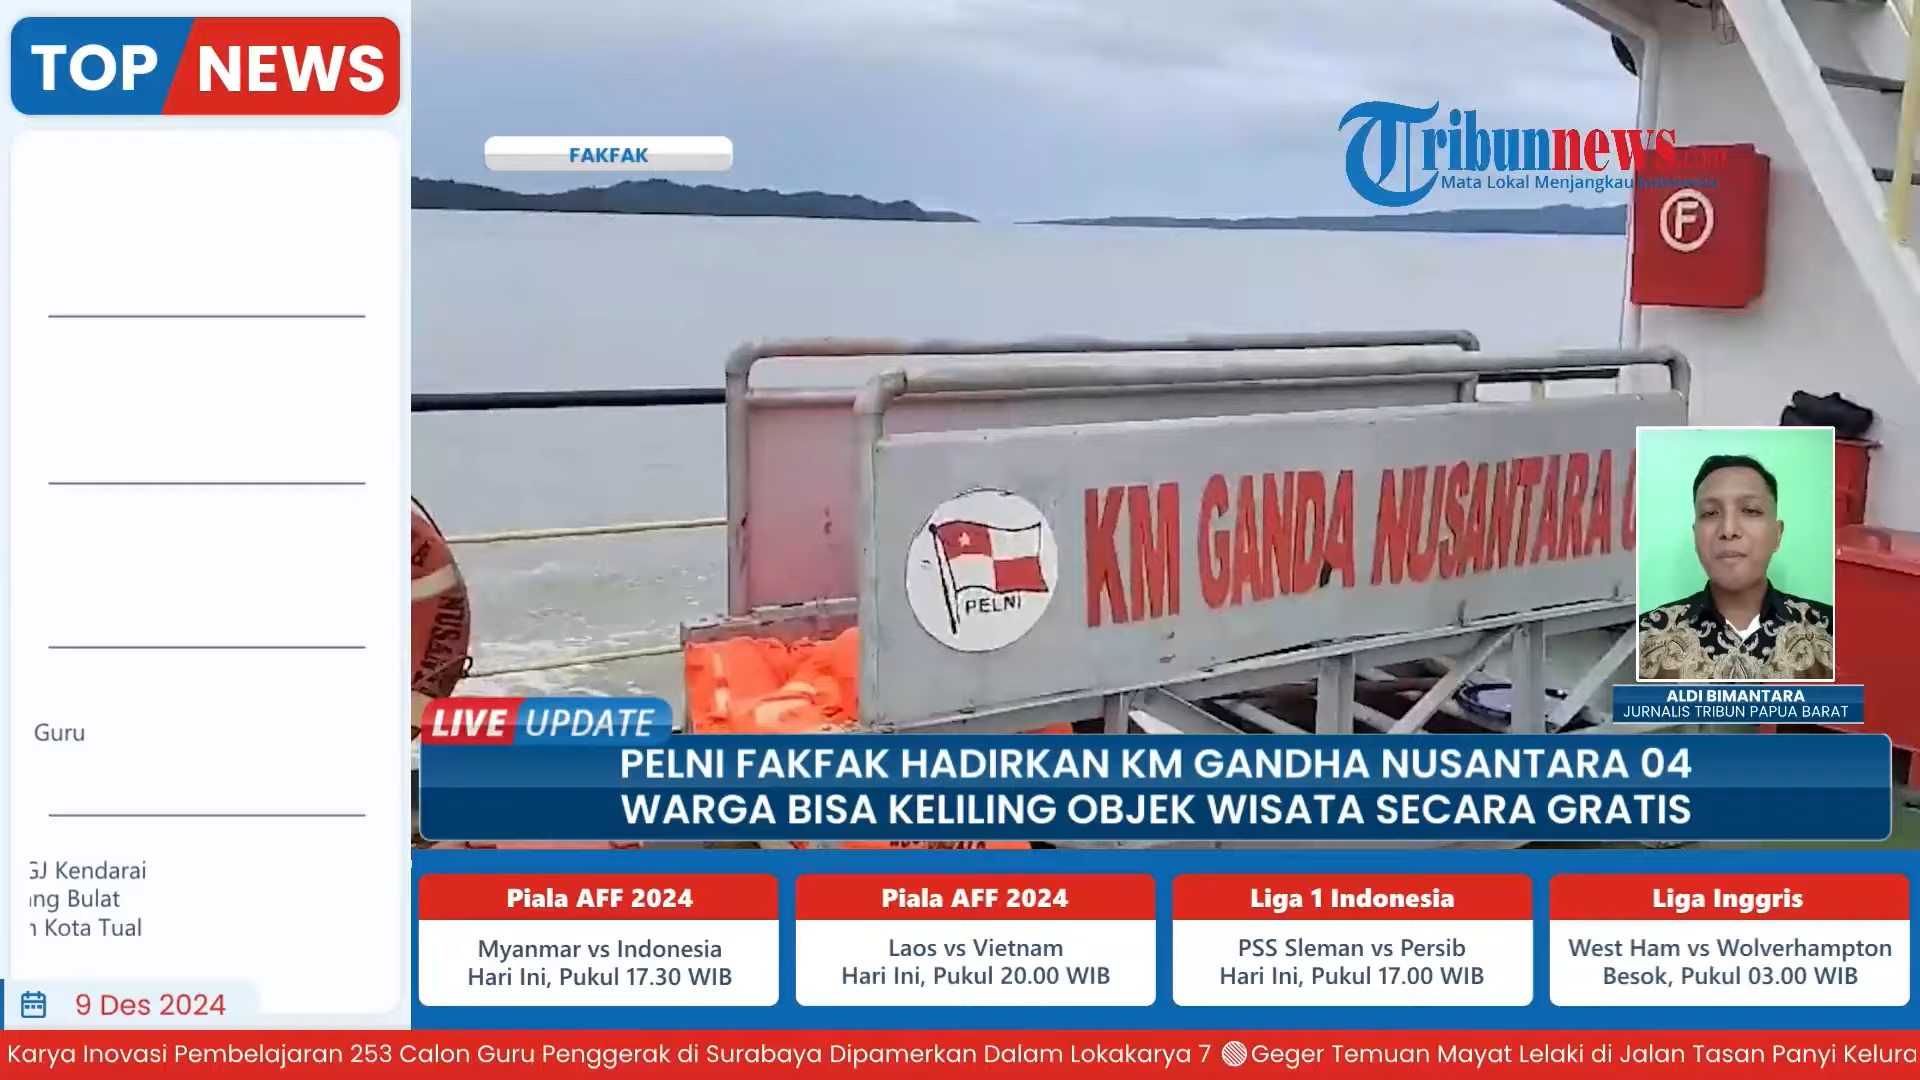 TOP NEWS
Guru
GJ Kendarai
ng Bulat
Kota Tual
9 Des 2024
FAKFAK
Tribunnews.com
Mata Lokal Menjangkau Indonesia
F
PELNI
KM GANDA NUSANTARA
ALDI BIMANTARA
JURNALIS TRIBUN PAPUA BARAT
LIVE UPDATE
PELNI FAKFAK HADIRKAN KM GANDHA NUSANTARA 04
WARGA BISA KELILING OBJEK WISATA SECARA GRATIS
Piala AFF 2024
Myanmar vs Indonesia
Hari Ini, Pukul 17.30 WIB
Piala AFF 2024
Laos vs Vietnam
Hari Ini, Pukul 20.00 WIB
Liga 1 Indonesia
PSS Sleman vs Persib
Hari Ini, Pukul 17.00 WIB
Liga Inggris
West Ham vs Wolverhampton
Besok, Pukul 03.00 WIB
Karya Inovasi Pembelajaran 253 Calon Guru Penggerak di Surabaya Dipamerkan Dalam Lokakarya 7 Geger Temuan Mayat Lelaki di Jalan Tasan Panyi Kelura